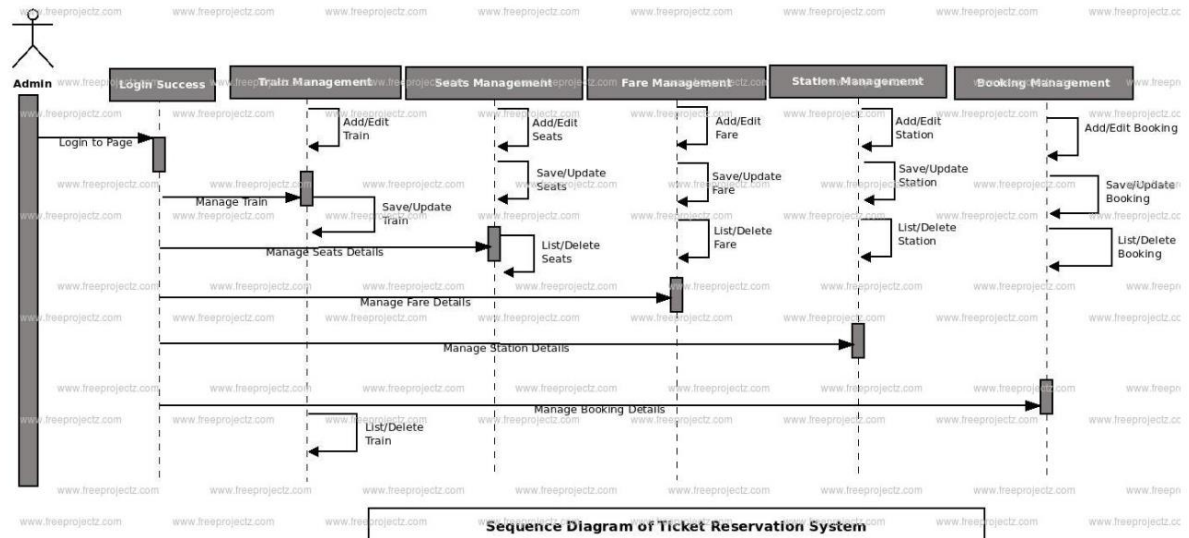 Admin
Login Success
Train Management
Seats Management
Fare Management
Station Management
Booking Management
Login to Page
Add/Edit
Train
Add/Edit
Seats
Add/Edit
Fare
Add/Edit
Station
Add/Edit Booking
Manage Train
Save/Update
Train
Save/Update
Seats
Save/Update
Fare
Save/Update
Station
Save/Update
Booking
Manage Seats Details
List/Delete
Seats
List/Delete
Fare
List/Delete
Station
List/Delete
Booking
Manage Fare Details
Manage Station Details
Manage Booking Details
List/Delete
Train
Sequence Diagram of Ticket Reservation System
www.freeprojectz.com